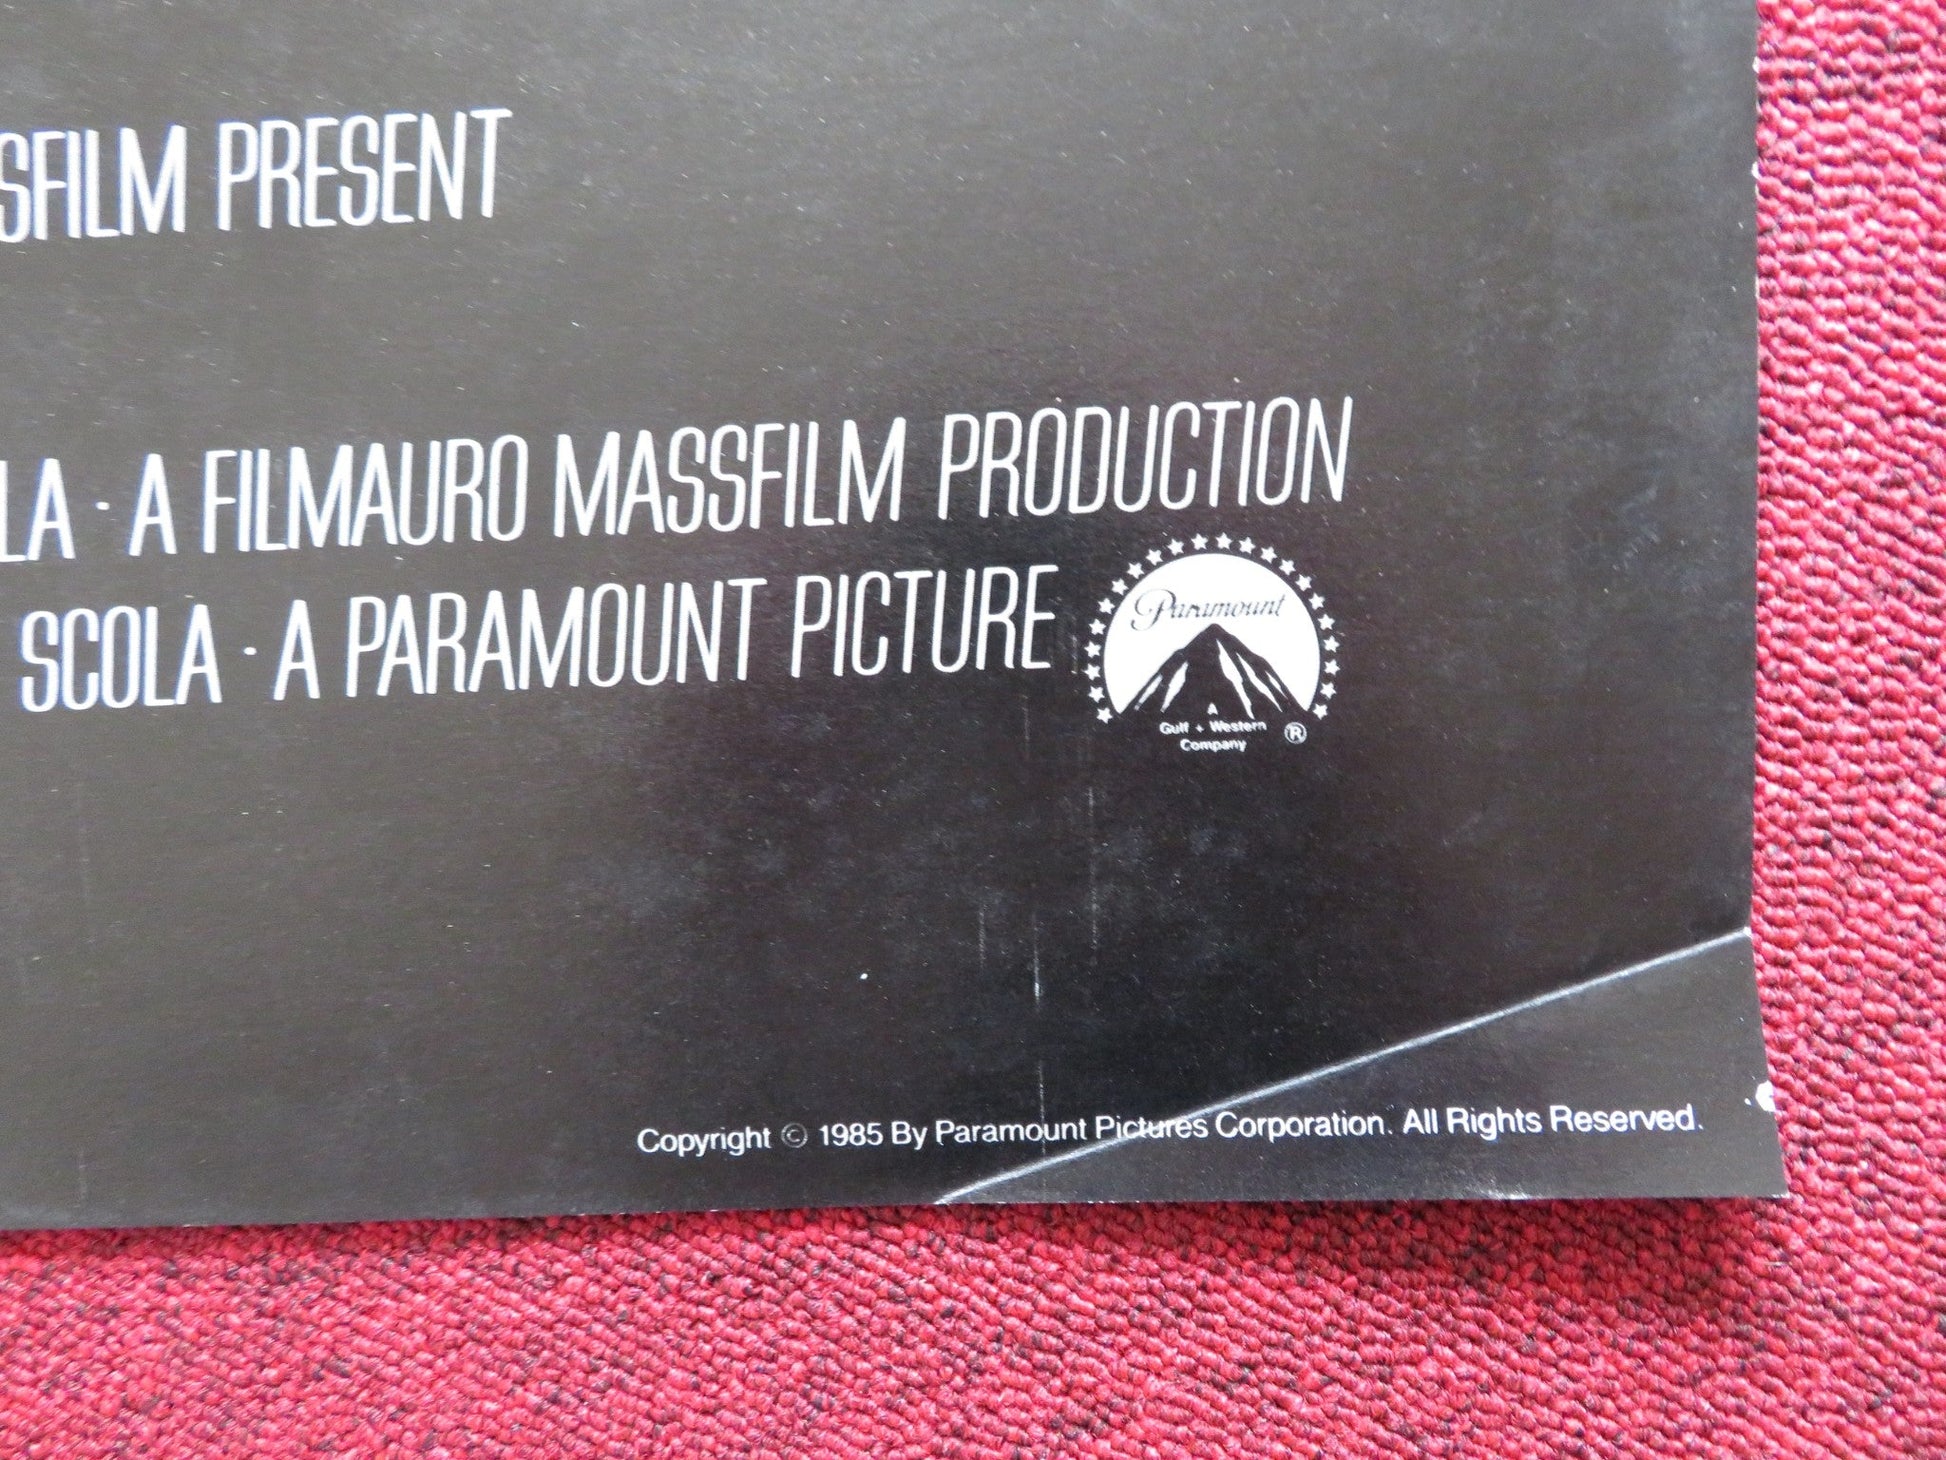 SFILM PRESENT
LA · A FILMAURO MASSFILM PRODUCTION
SCOLA · A PARAMOUNT PICTURE
Paramount
A
Gulf + Western
Company
®
Copyright © 1985 By Paramount Pictures Corporation. All Rights Reserved.